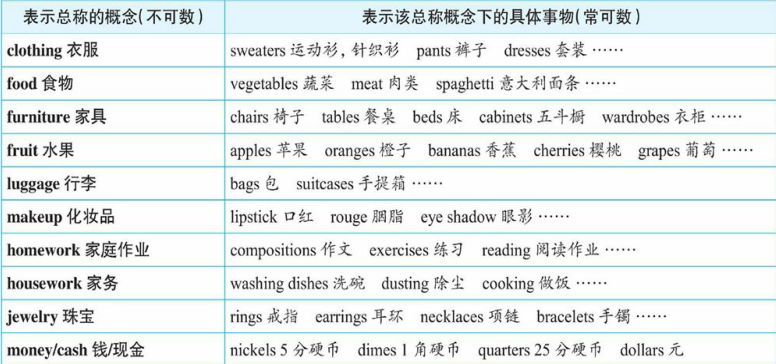 表示总称的概念(不可数) 表示该总称概念下的具体事物(常可数)
clothing 衣服 sweaters 运动衫，针织衫 pants 裤子 dresses 套装 ……
food 食物 vegetables 蔬菜 meat 肉类 spaghetti 意大利面条 ……
furniture 家具 chairs 椅子 tables 餐桌 beds 床 cabinets 五斗橱 wardrobes 衣柜 ……
fruit 水果 apples 苹果 oranges 橙子 bananas 香蕉 cherries 樱桃 grapes 葡萄 ……
luggage 行李 bags 包 suitcases 手提箱 ……
makeup 化妆品 lipstick 口红 rouge 胭脂 eye shadow 眼影 ……
homework 家庭作业 compositions 作文 exercises 练习 reading 阅读作业 ……
housework 家务 washing dishes 洗碗 dusting 除尘 cooking 做饭 ……
jewelry 珠宝 rings 戒指 earrings 耳环 necklaces 项链 bracelets 手镯 ……
money/cash 钱/现金 nickels 5 分硬币 dimes 1 角硬币 quarters 25 分硬币 dollars 元